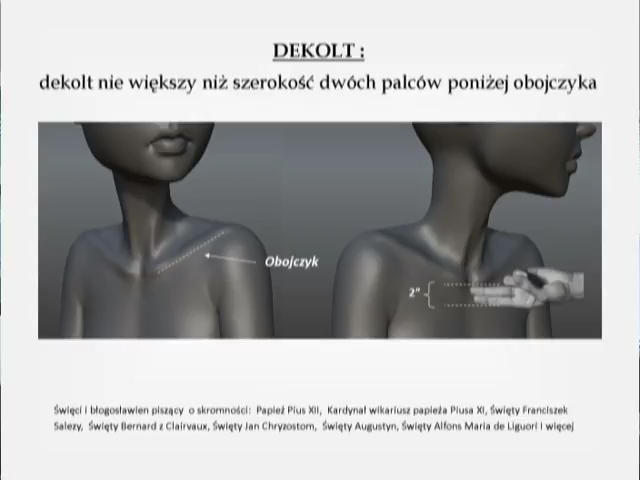 DEKOLT :
dekolt nie większy niż szerokość dwóch palców poniżej obojczyka
Obojczyk
2"
Święci i błogosławien piszący o skromności: Papież Pius XII, Kardynał wikariusz papieża Piusa XI, Święty Franciszek
Salezy, Święty Bernard z Clairvaux, Święty Jan Chryzostom, Święty Augustyn, Święty Alfons Maria de Liguori i więcej